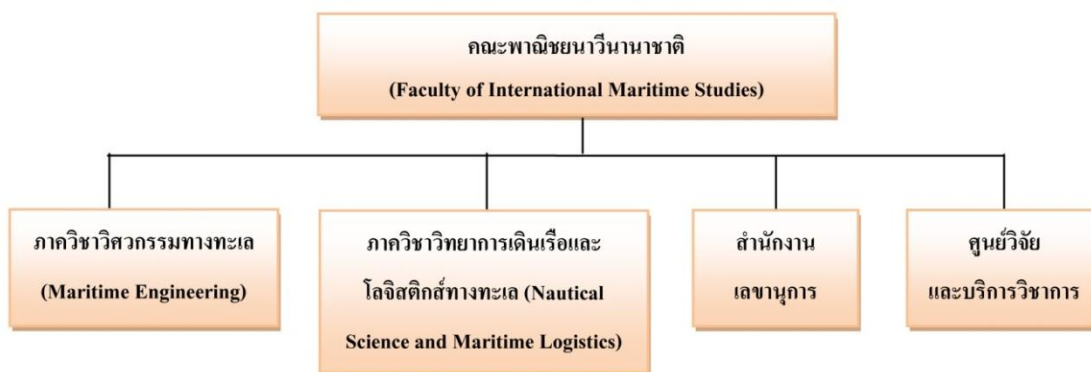 คณะพาณิชยนาวีนานาชาติ
(Faculty of International Maritime Studies)
ภาควิชาวิศวกรรมทางทะเล
(Maritime Engineering)
ภาควิชาวิทยาการเดินเรือและ
โลจิสติกส์ทางทะเล (Nautical
Science and Maritime Logistics)
สำนักงาน
เลขานุการ
ศูนย์วิจัย
และบริการวิชาการ